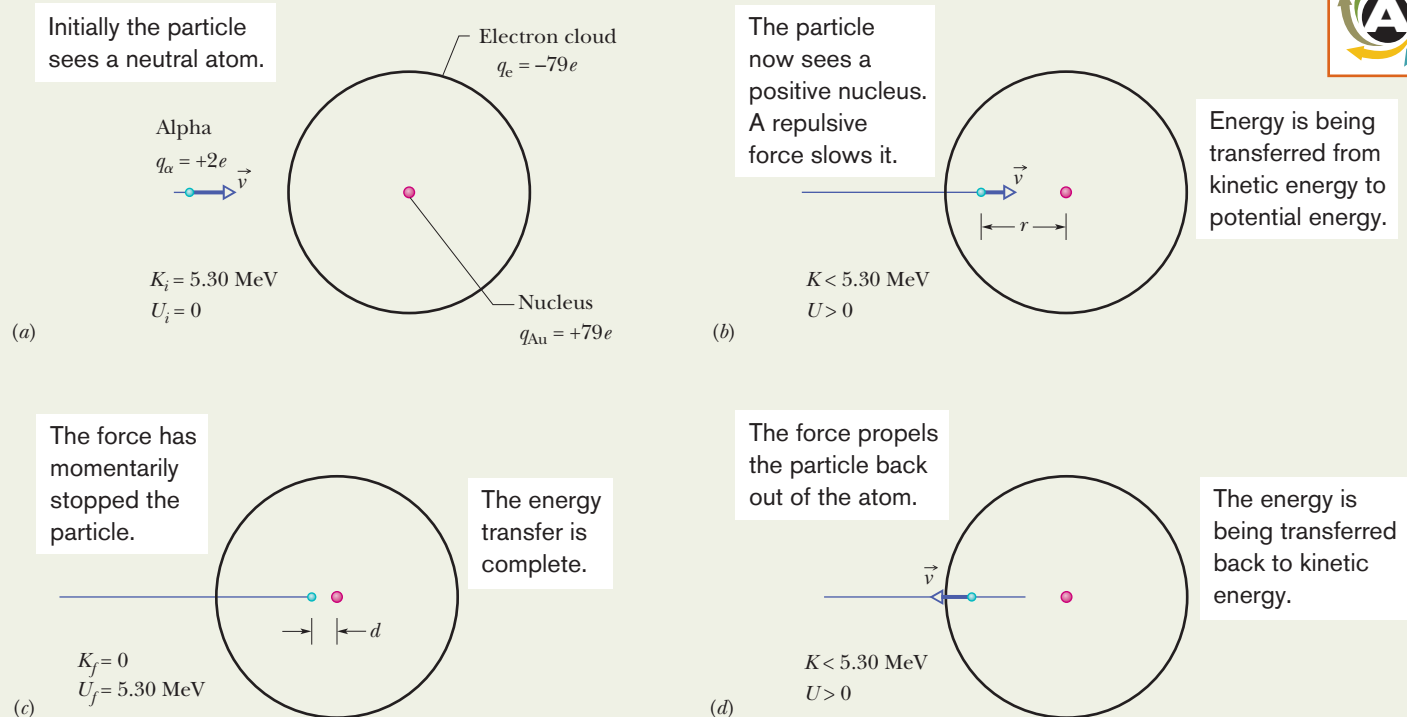 Initially the particle
sees a neutral atom.
Electron cloud
q_e = –79e
Alpha
q_α = +2e
v⃗
K_i = 5.30 MeV
U_i = 0
Nucleus
q_Au = +79e
(a)
The particle
now sees a
positive nucleus.
A repulsive
force slows it.
A
Energy is being
transferred from
kinetic energy to
potential energy.
v⃗
r
K < 5.30 MeV
U > 0
(b)
The force has
momentarily
stopped the
particle.
The energy
transfer is
complete.
d
K_f = 0
U_f = 5.30 MeV
(c)
The force propels
the particle back
out of the atom.
The energy is
being transferred
back to kinetic
energy.
v⃗
K < 5.30 MeV
U > 0
(d)